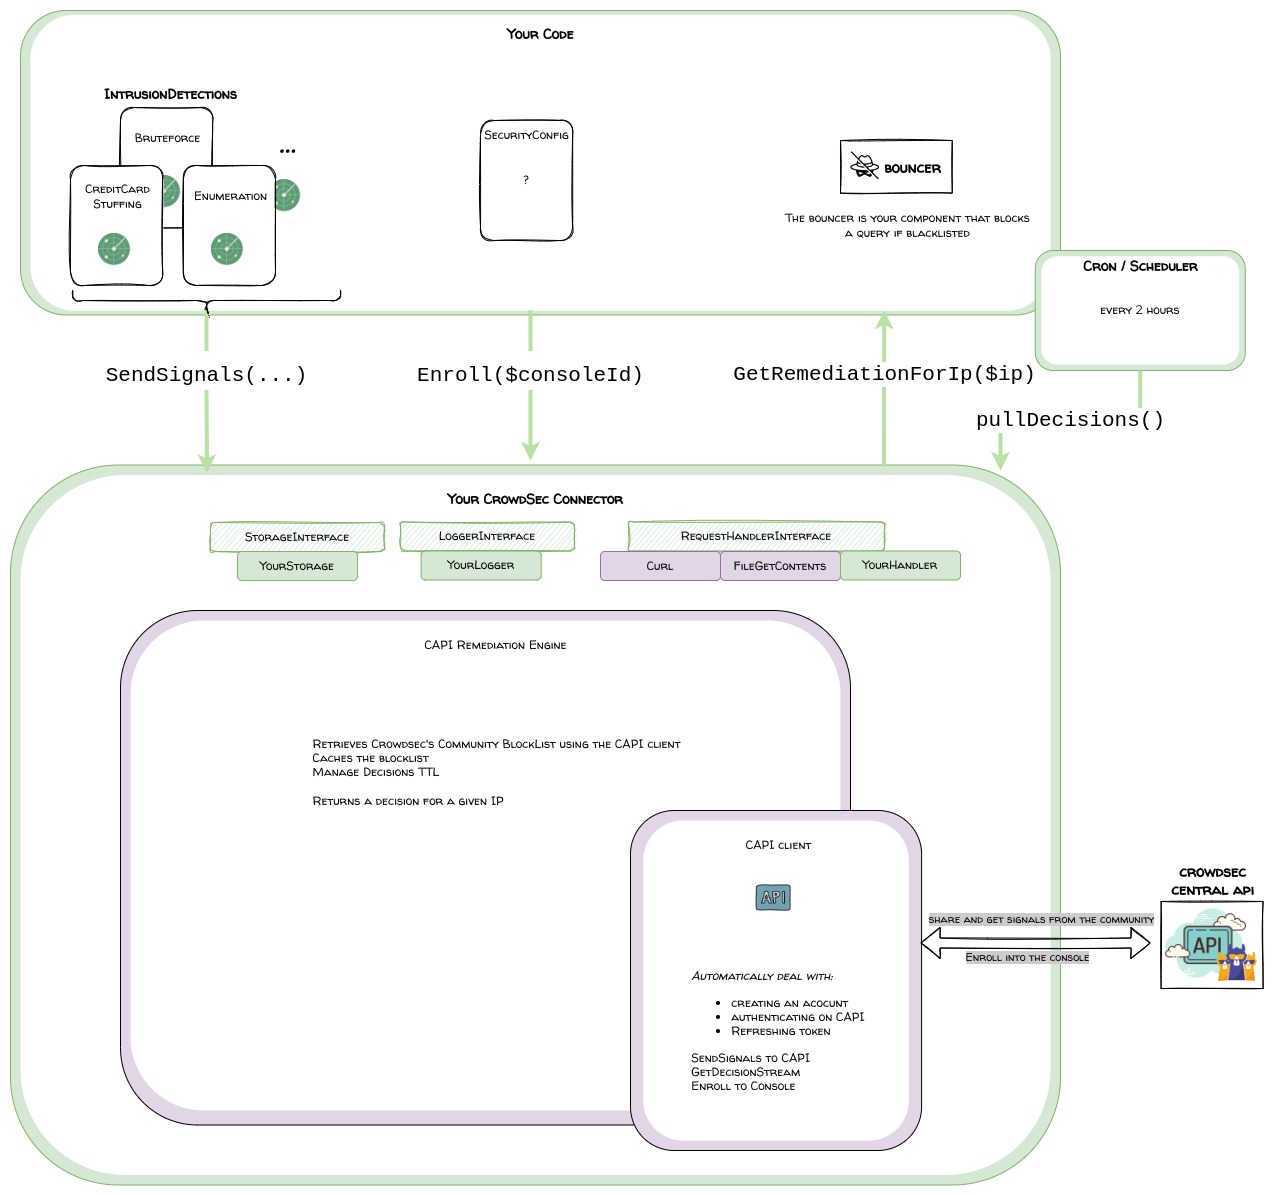 Your Code
IntrusionDetections
Bruteforce
...
CreditCard
Stuffing
Enumeration
SecurityConfig
?
BOUNCER
The bouncer is your component that blocks
a query if blacklisted
Cron / Scheduler
every 2 hours
SendSignals(...)
Enroll($consoleId)
GetRemediationForIp($ip)
pullDecisions()
Your CrowdSec Connector
StorageInterface
YourStorage
LoggerInterface
YourLogger
RequestHandlerInterface
Curl
FileGetContents
YourHandler
CAPI Remediation Engine
Retrieves Crowdsec's Community BlockList using the CAPI client
Caches the blocklist
Manage Decisions TTL
Returns a decision for a given IP
CAPI client
API
Automatically deal with:
• creating an acocunt
• authenticating on CAPI
• Refreshing token
SendSignals to CAPI
GetDecisionStream
Enroll to Console
share and get signals from the community
Enroll into the console
crowdsec
central api
API